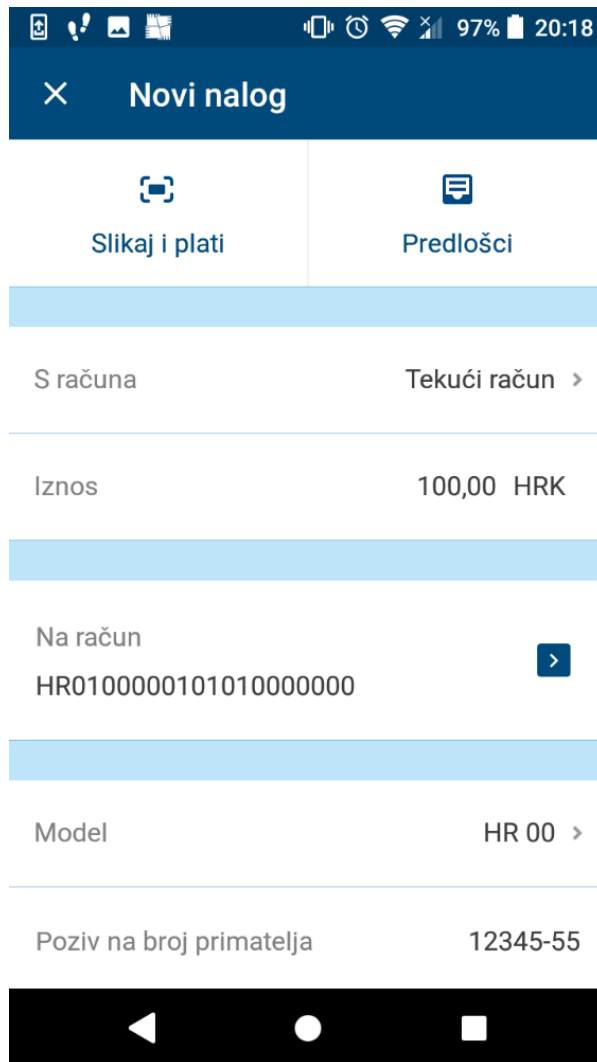 97% 20:18
Novi nalog
Slikaj i plati
Predlošci
S računa Tekući račun
Iznos 100,00 HRK
Na račun
HR0100000101010000000
Model HR 00
Poziv na broj primatelja 12345-55